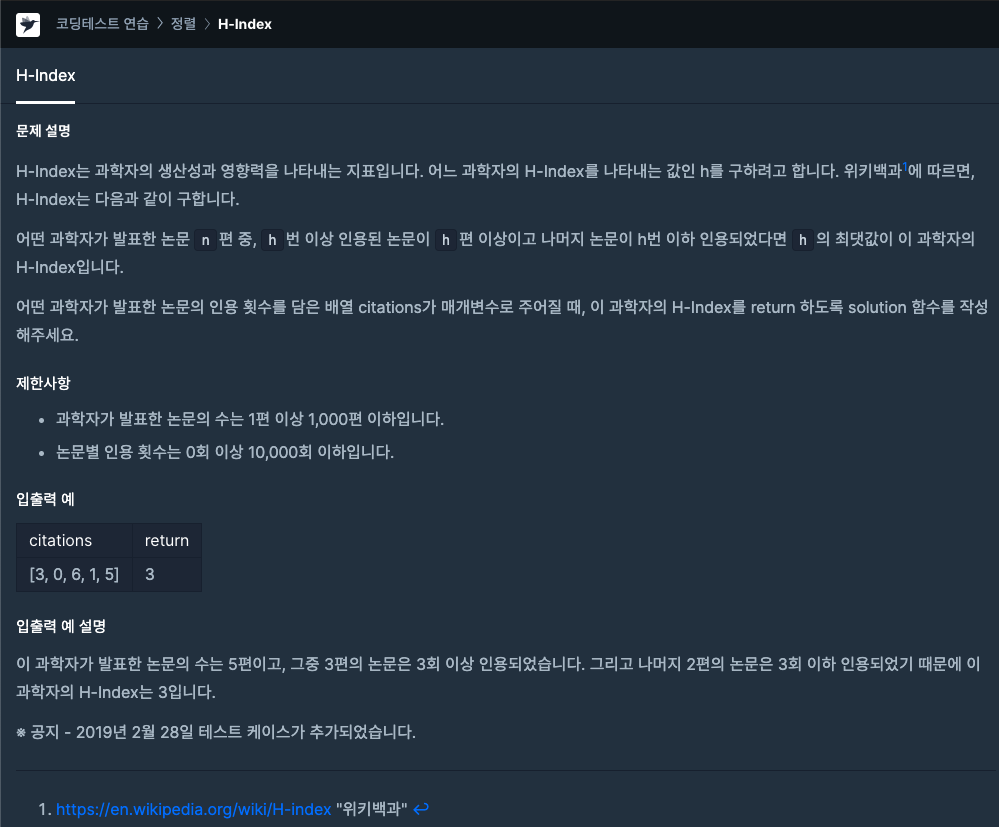 코딩테스트 연습 > 정렬 > H-Index
H-Index
문제 설명
H-Index는 과학자의 생산성과 영향력을 나타내는 지표입니다. 어느 과학자의 H-Index를 나타내는 값인 h를 구하려고 합니다. 위키백과1에 따르면,
H-Index는 다음과 같이 구합니다.
어떤 과학자가 발표한 논문 n 편 중, h 번 이상 인용된 논문이 h 편 이상이고 나머지 논문이 h번 이하 인용되었다면 h 의 최댓값이 이 과학자의
H-Index입니다.
어떤 과학자가 발표한 논문의 인용 횟수를 담은 배열 citations가 매개변수로 주어질 때, 이 과학자의 H-Index를 return 하도록 solution 함수를 작성
해주세요.
제한사항
• 과학자가 발표한 논문의 수는 1편 이상 1,000편 이하입니다.
• 논문별 인용 횟수는 0회 이상 10,000회 이하입니다.
입출력 예
citations return
[3, 0, 6, 1, 5] 3
입출력 예 설명
이 과학자가 발표한 논문의 수는 5편이고, 그중 3편의 논문은 3회 이상 인용되었습니다. 그리고 나머지 2편의 논문은 3회 이하 인용되었기 때문에 이
과학자의 H-Index는 3입니다.
※ 공지 - 2019년 2월 28일 테스트 케이스가 추가되었습니다.
1. https://en.wikipedia.org/wiki/H-index "위키백과" ↩